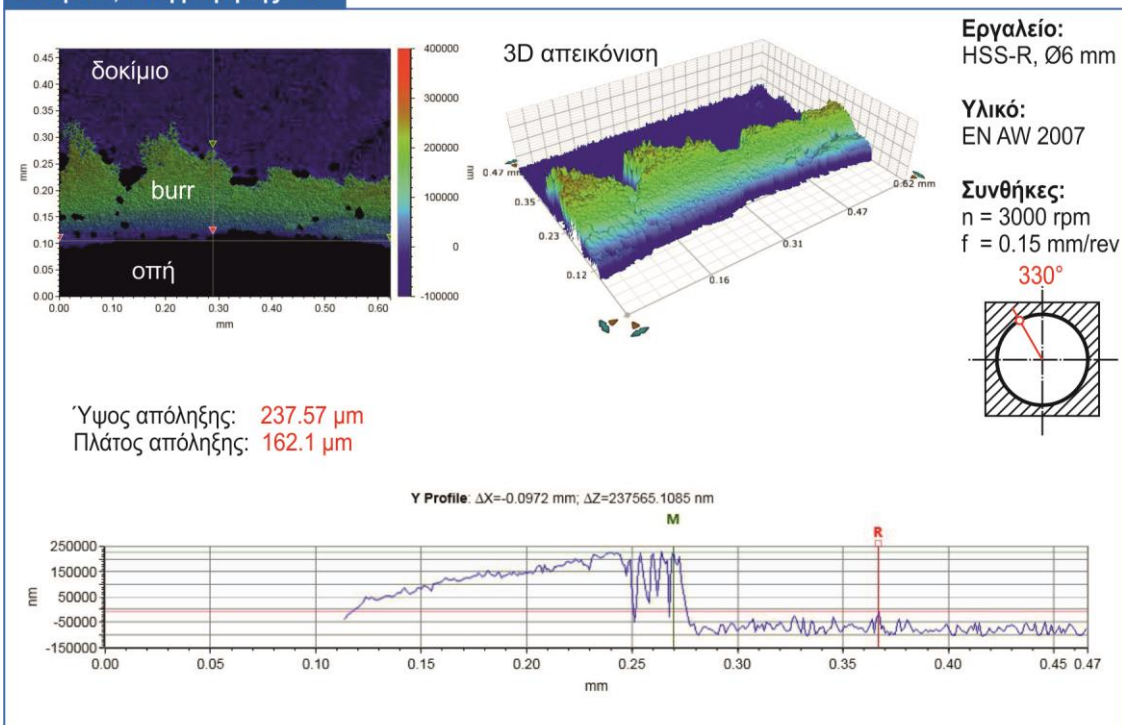 δοκίμιο
burr
οπή
0.45
0.40
0.35
0.30
0.25
0.20
0.15
0.10
0.05
0.00
mm
0.00 0.10 0.20 0.30 0.40 0.50 0.60
mm
400000
300000
200000
100000
0
-100000
nm
3D απεικόνιση
0.47 mm
0.35
0.23
0.12
0.16
0.31
0.47
0.62 mm
Εργαλείο:
HSS-R, Ø6 mm
Υλικό:
EN AW 2007
Συνθήκες:
n = 3000 rpm
f = 0.15 mm/rev
330°
Ύψος απόληξης: 237.57 μm
Πλάτος απόληξης: 162.1 μm
Y Profile: ΔX=-0.0972 mm; ΔZ=237565.1085 nm
M
R
250000
150000
50000
-50000
-150000
nm
0.00 0.05 0.10 0.15 0.20 0.25 0.30 0.35 0.40 0.45 0.47
mm